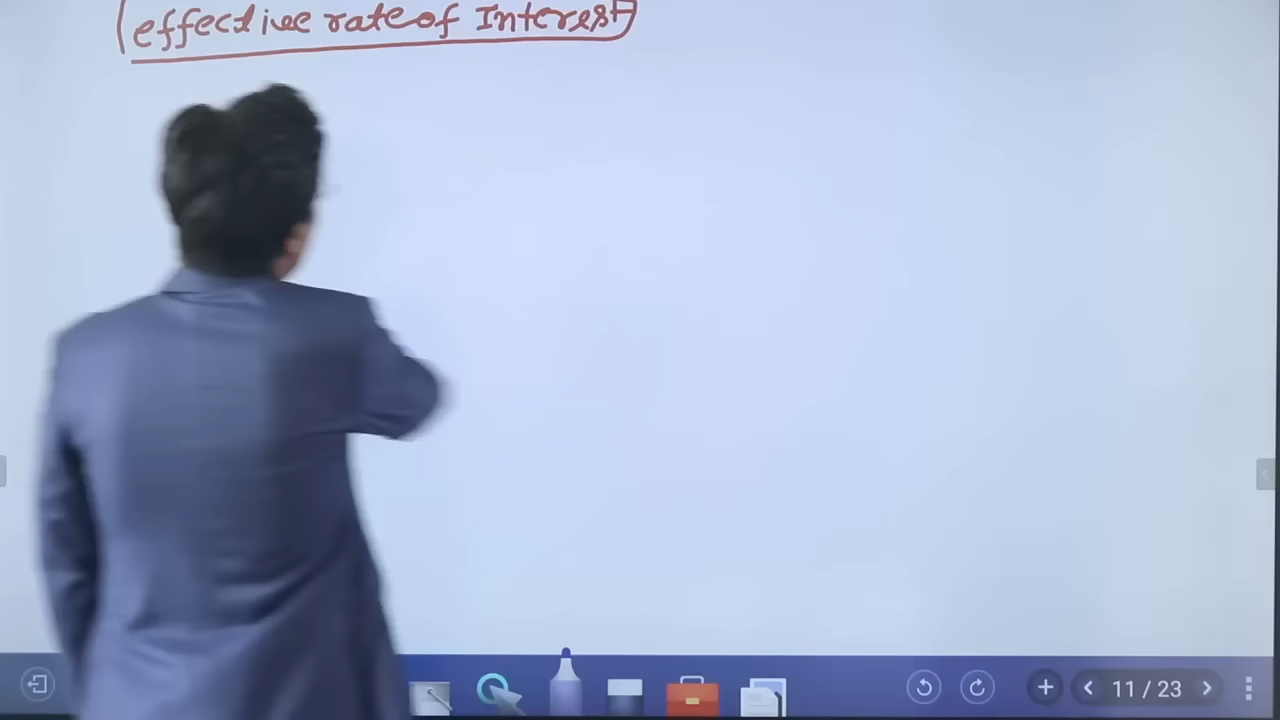 effective rate of Interest
11 / 23